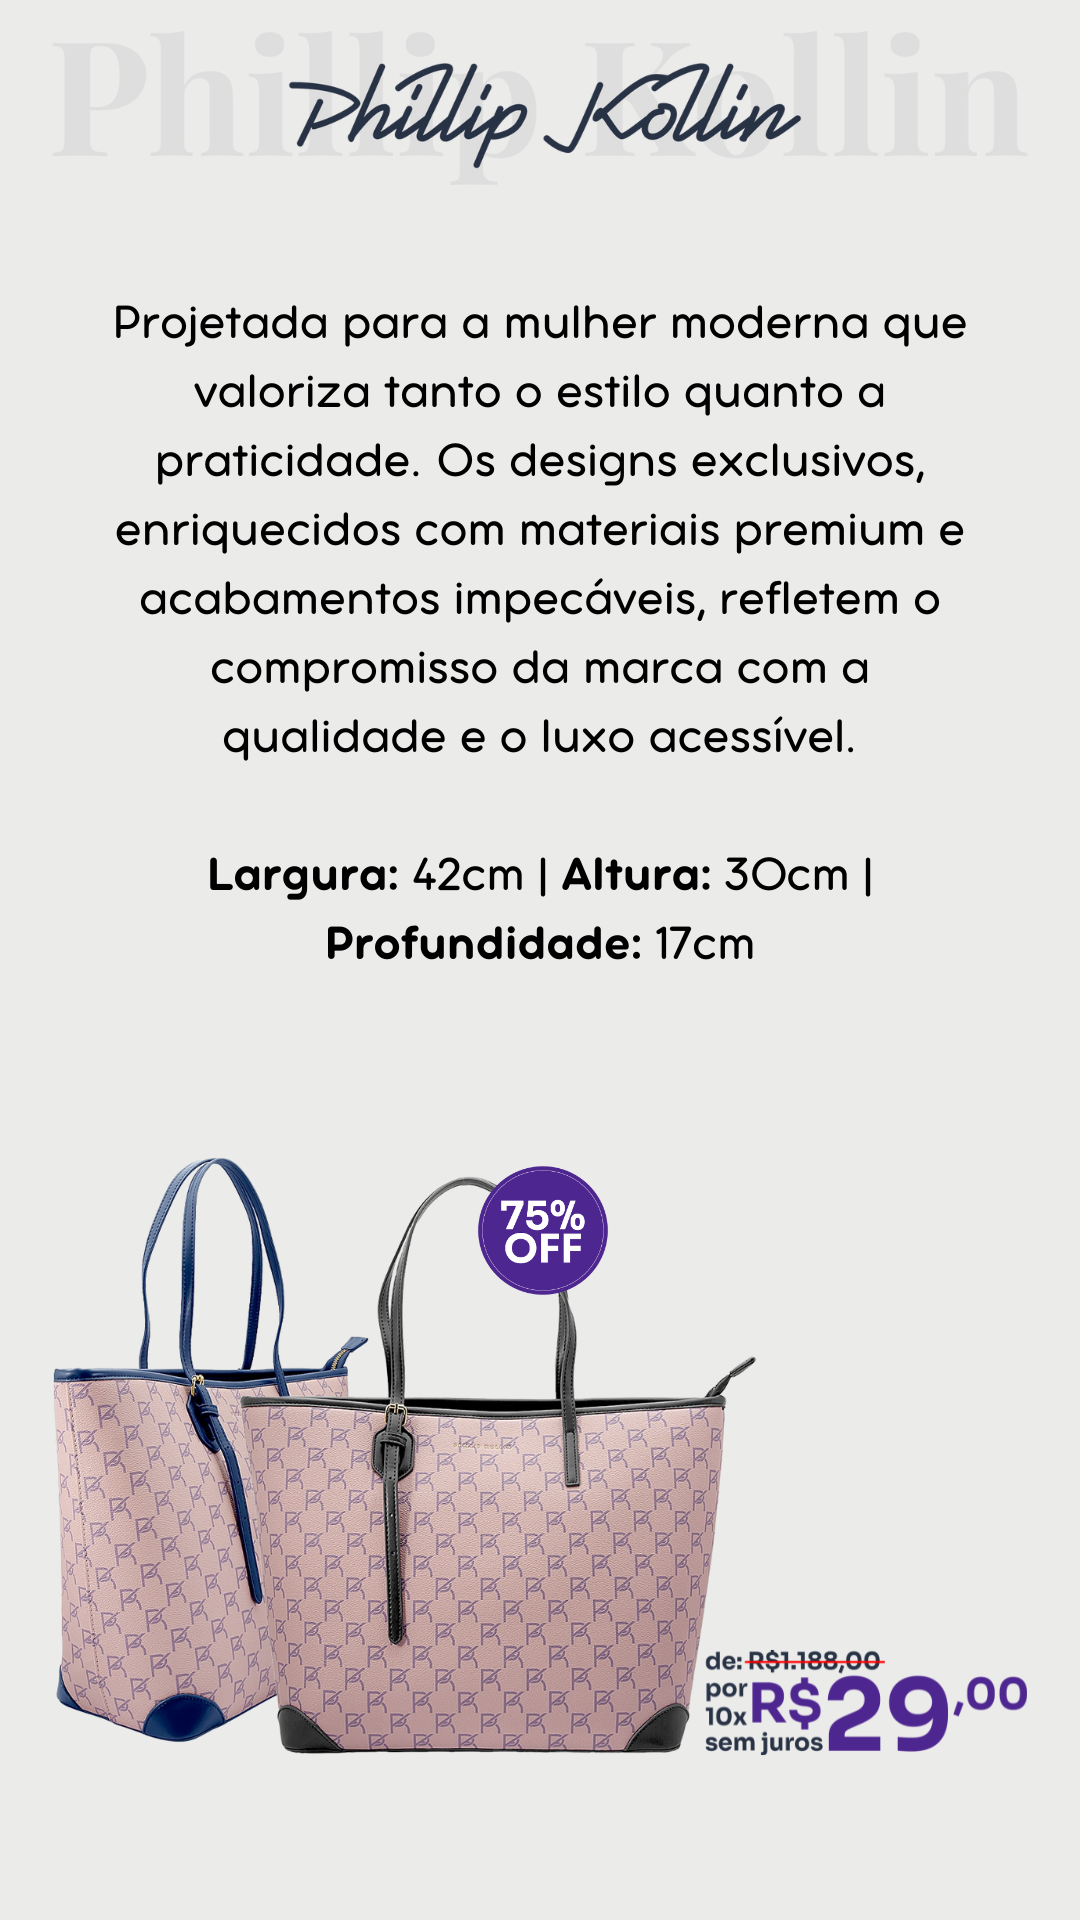 Phillip Kollin
Phillip Kollin
Projetada para a mulher moderna que
valoriza tanto o estilo quanto a
praticidade. Os designs exclusivos,
enriquecidos com materiais premium e
acabamentos impecáveis, refletem o
compromisso da marca com a
qualidade e o luxo acessível.
Largura: 42cm | Altura: 30cm |
Profundidade: 17cm
75%
OFF
de: R$1.188,00
por
10x
sem juros
R$29,00